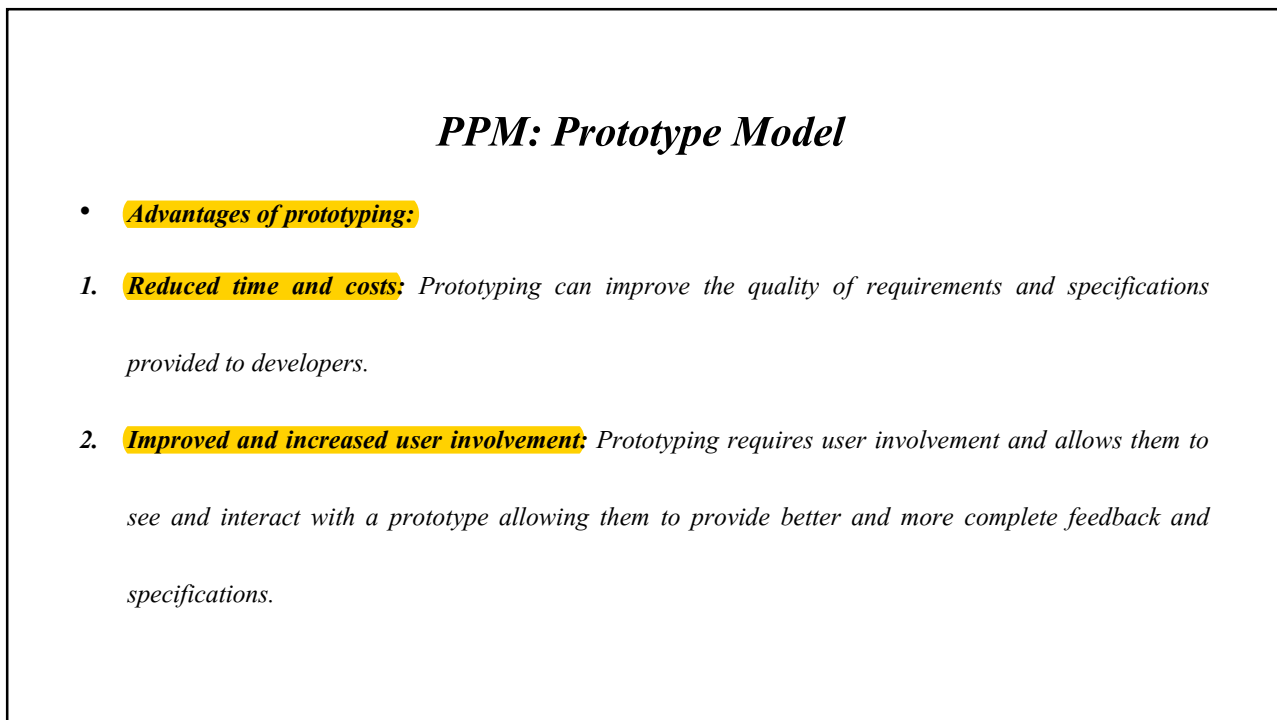 PPM: Prototype Model
• Advantages of prototyping:
1. Reduced time and costs: Prototyping can improve the quality of requirements and specifications
provided to developers.
2. Improved and increased user involvement: Prototyping requires user involvement and allows them to
see and interact with a prototype allowing them to provide better and more complete feedback and
specifications.